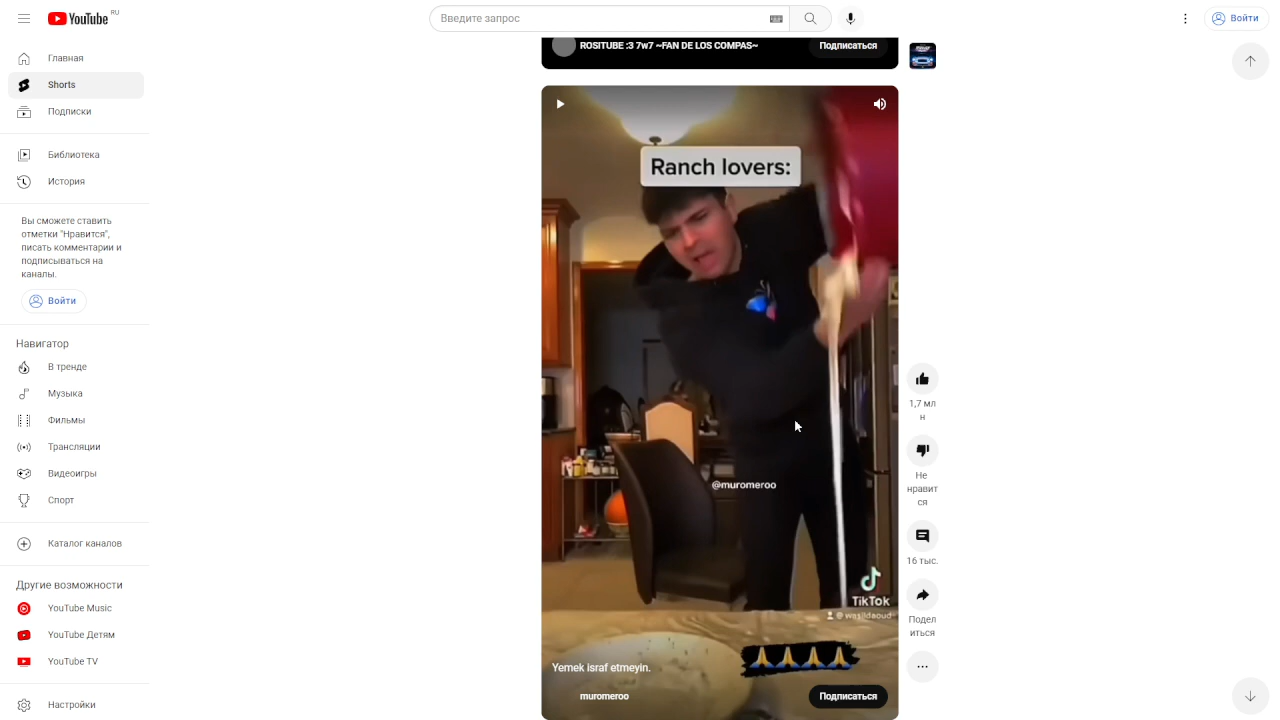 YouTube RU
Введите запрос
Войти
Главная
Shorts
Подписки
Библиотека
История
Вы сможете ставить
отметки "Нравится",
писать комментарии и
подписываться на
каналы.
Войти
Навигатор
В тренде
Музыка
Фильмы
Трансляции
Видеоигры
Спорт
Каталог каналов
Другие возможности
YouTube Music
YouTube Детям
YouTube TV
Настройки
ROSITUBE :3 7w7 ~FAN DE LOS COMPAS~
Подписаться
Ranch lovers:
@muromeroo
TikTok
@ wasildaoud
Yemek israf etmeyin.
muromeroo
Подписаться
1,7 мл
н
Не
нравит
ся
16 тыс.
Подел
иться